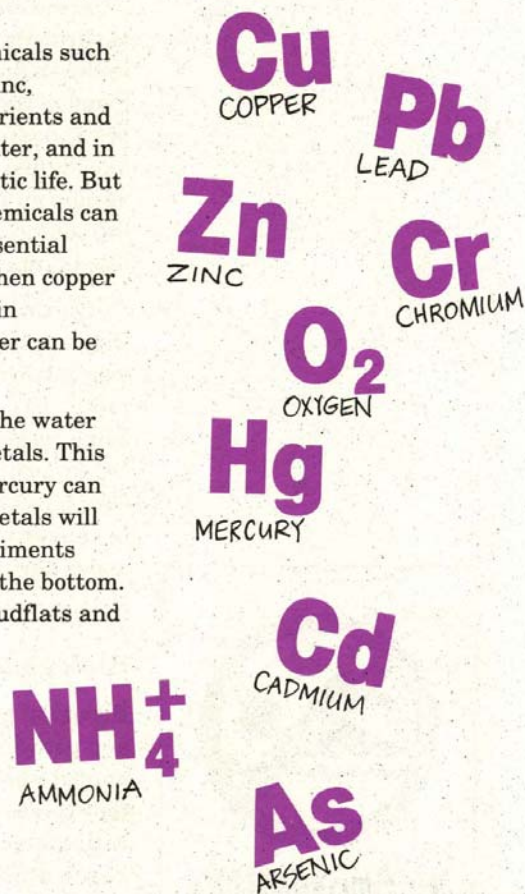 nicals such
nc,
rients and
ter, and in
tic life. But
emicals can
sential
hen copper
in
er can be
he water
etals. This
rcury can
etals will
iments
the bottom.
udflats and
Cu
COPPER
Pb
LEAD
Zn
ZINC
Cr
CHROMIUM
O₂
OXYGEN
Hg
MERCURY
Cd
CADMIUM
NH₄⁺
AMMONIA
As
ARSENIC